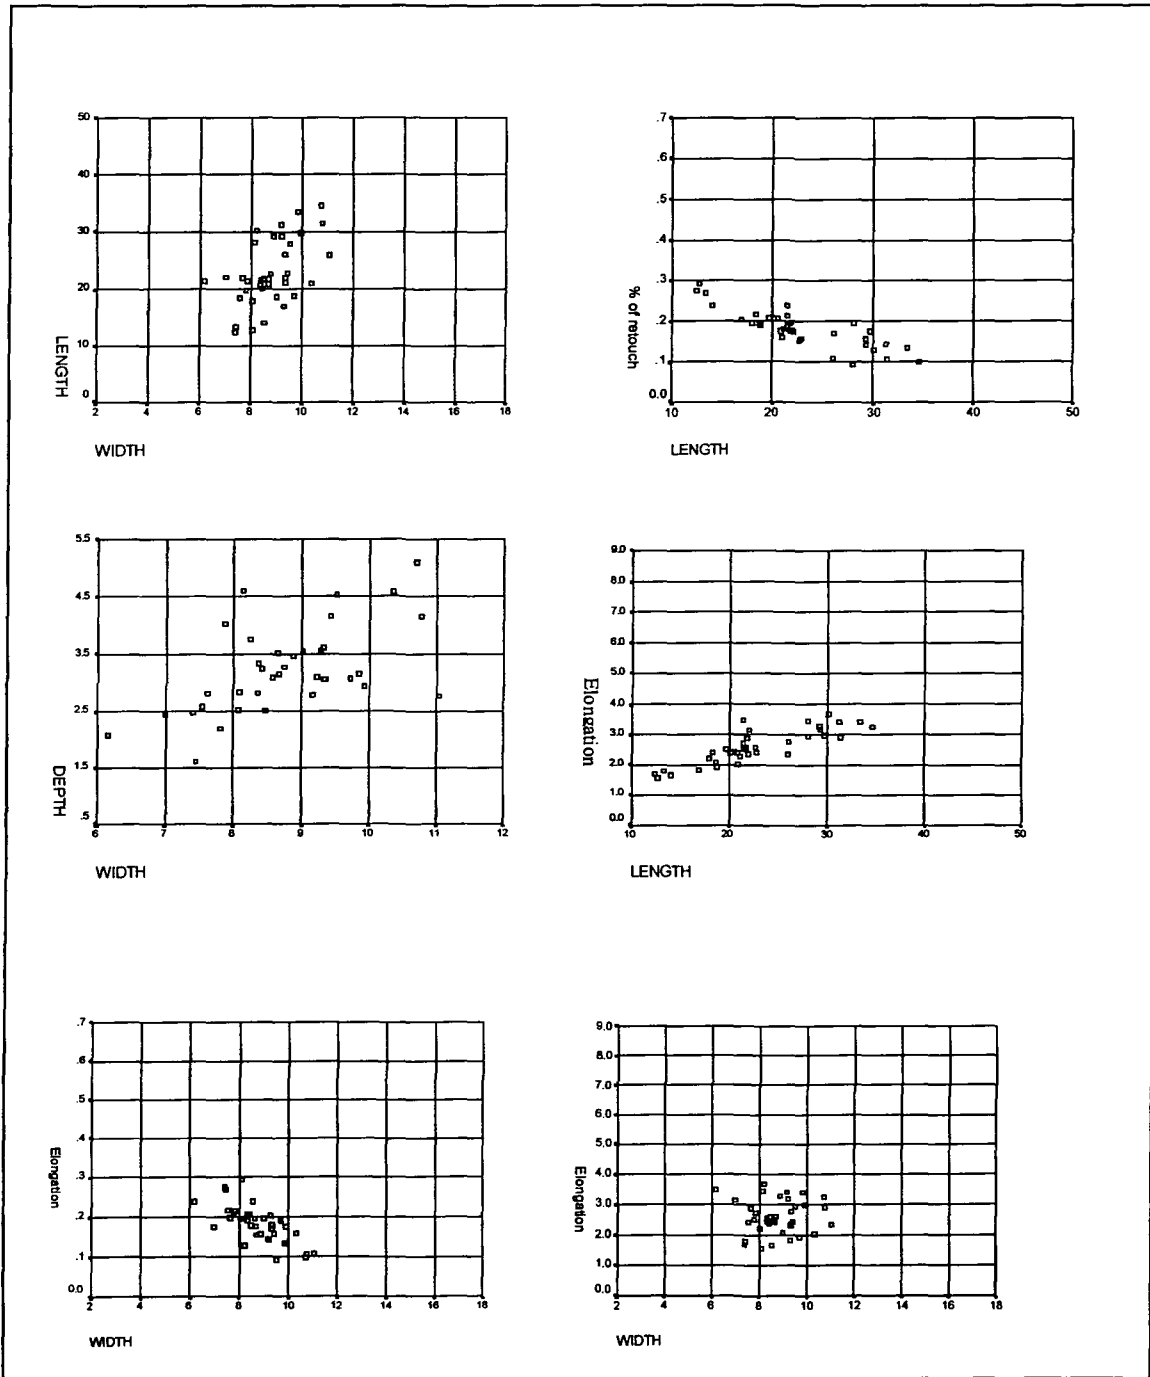 50
40
30
20
10
0
LENGTH
2 4 6 8 10 12 14 16 18
WIDTH
.7
.6
.5
.4
.3
.2
.1
0.0
% of retouch
10 20 30 40 50
LENGTH
5.5
4.5
3.5
2.5
1.5
.5
DEPTH
6 7 8 9 10 11 12
WIDTH
9.0
8.0
7.0
6.0
5.0
4.0
3.0
2.0
1.0
0.0
Elongation
10 20 30 40 50
LENGTH
.7
.6
.5
.4
.3
.2
.1
0.0
Elongation
2 4 6 8 10 12 14 16 18
WIDTH
9.0
8.0
7.0
6.0
5.0
4.0
3.0
2.0
1.0
0.0
Elongation
2 4 6 8 10 12 14 16 18
WIDTH